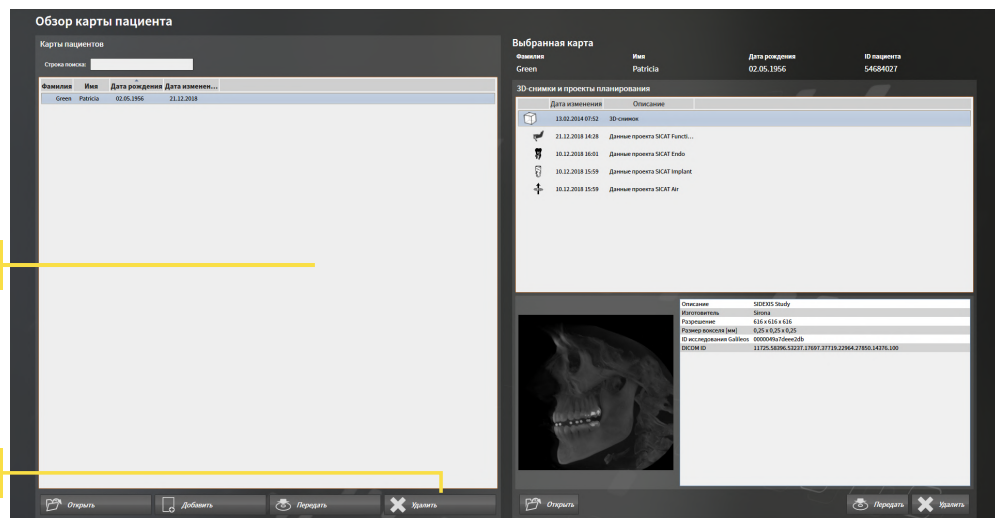 Обзор карты пациента
Карты пациентов
Строка поиска:
Фамилия Имя Дата рождения Дата изменен...
Green Patricia 02.05.1956 21.12.2018
Открыть Добавить Передать Удалить
Выбранная карта
Фамилия Имя Дата рождения ID пациента
Green Patricia 02.05.1956 54684027
3D-снимки и проекты планирования
Дата изменения Описание
13.02.2014 07:52 3D-снимок
21.12.2018 14:28 Данные проекта SICAT Functi...
10.12.2018 16:01 Данные проекта SICAT Endo
10.12.2018 15:59 Данные проекта SICAT Implant
10.12.2018 15:59 Данные проекта SICAT Air
Описание SIDEXIS Study
Изготовитель Sirona
Разрешение 616 x 616 x 616
Размер вокселя [мм] 0,25 x 0,25 x 0,25
ID исследования Galileos 0000049a7deee2db
DICOM ID 11725.58396.53227.17697.37719.22964.27850.14376.100
Открыть Передать Удалить